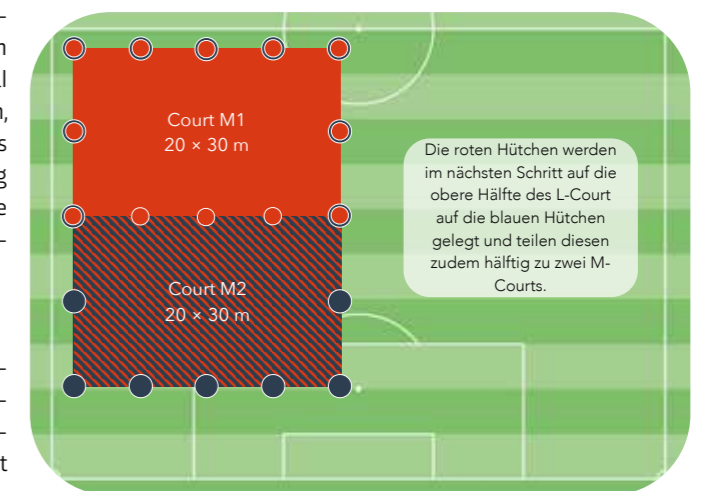 –
n
l
n,
s
g
e
–
–
–
–
t
Court M1
20 × 30 m
Court M2
20 × 30 m
Die roten Hütchen werden
im nächsten Schritt auf die
obere Hälfte des L-Court
auf die blauen Hütchen
gelegt und teilen diesen
zudem hälftig zu zwei M-
Courts.